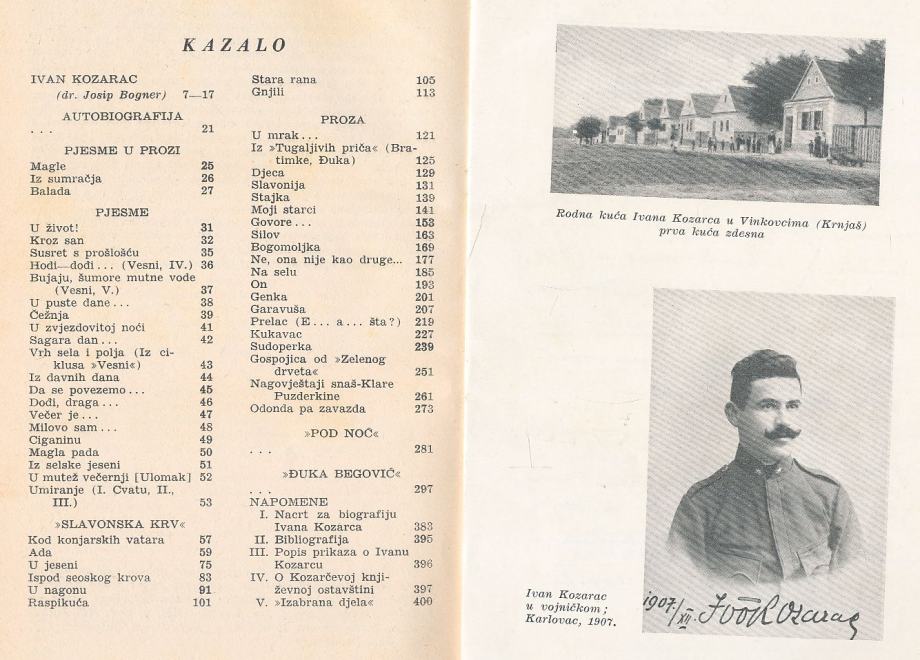 KAZALO
IVAN KOZARAC
(dr. Josip Bogner) 7—17
AUTOBIOGRAFIJA
. . . 21
PJESME U PROZI
Magle 25
Iz sumračja 26
Balada 27
PJESME
U život! 31
Kroz san 32
Susret s prošlošću 35
Hodi—dođi... (Vesni, IV.) 36
Bujaju, šumore mutne vode
(Vesni, V.) 37
U puste dane... 38
Čežnja 39
U zvjezdovitoj noći 41
Sagara dan... 42
Vrh sela i polja (Iz ci-
klusa »Vesni«) 43
Iz davnih dana 44
Da se povezemo... 45
Dođi, draga... 46
Večer je... 47
Milovo sam... 48
Ciganinu 49
Magla pada 50
Iz selske jeseni 51
U mutež večernji [Ulomak] 52
Umiranje (I. Cvatu, II.,
III.) 53
»SLAVONSKA KRV«
Kod konjarskih vatara 57
Ada 59
U jeseni 75
Ispod seoskog krova 83
U nagonu 91
Raspikuća 101
Stara rana 105
Gnjili 113
PROZA
U mrak... 121
Iz »Tugaljivih priča« (Bra-
timke, Đuka) 125
Djeca 129
Slavonija 131
Stajka 139
Moji starci 141
Govore... 153
Silov 163
Bogomoljka 169
Ne, ona nije kao druge... 177
Na selu 185
On 193
Genka 201
Garavuša 207
Prelac (E... a... šta?) 219
Kukavac 227
Sudoperka 239
Gospojica od »Zelenog
drveta« 251
Nagovještaji snaš-Klare
Puzderkine 261
Odonda pa zavazda 273
»POD NOĆ«
. . . 281
»ĐUKA BEGOVIĆ«
. . . 297
NAPOMENE
I. Nacrt za biografiju
Ivana Kozarca 383
II. Bibliografija 395
III. Popis prikaza o Ivanu
Kozarcu 396
IV. O Kozarčevoj knji-
ževnoj ostavštini 397
V. »Izabrana djela« 400
Rodna kuća Ivana Kozarca u Vinkovcima (Krnjaš)
prva kuća zdesna
Ivan Kozarac
u vojničkom;
Karlovac, 1907.
1907/XII. Ivo Kozarac